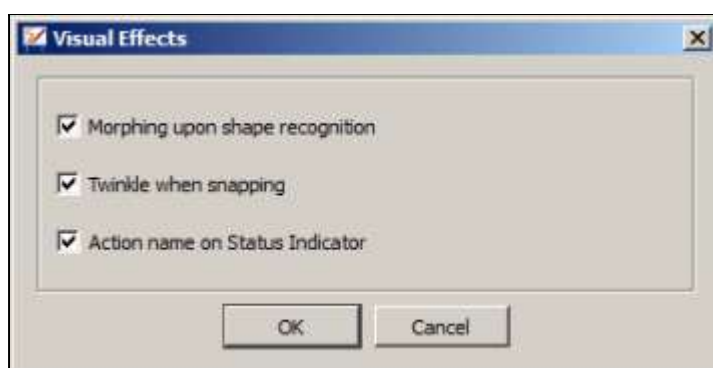 Visual Effects
Morphing upon shape recognition
Twinkle when snapping
Action name on Status Indicator
OK Cancel